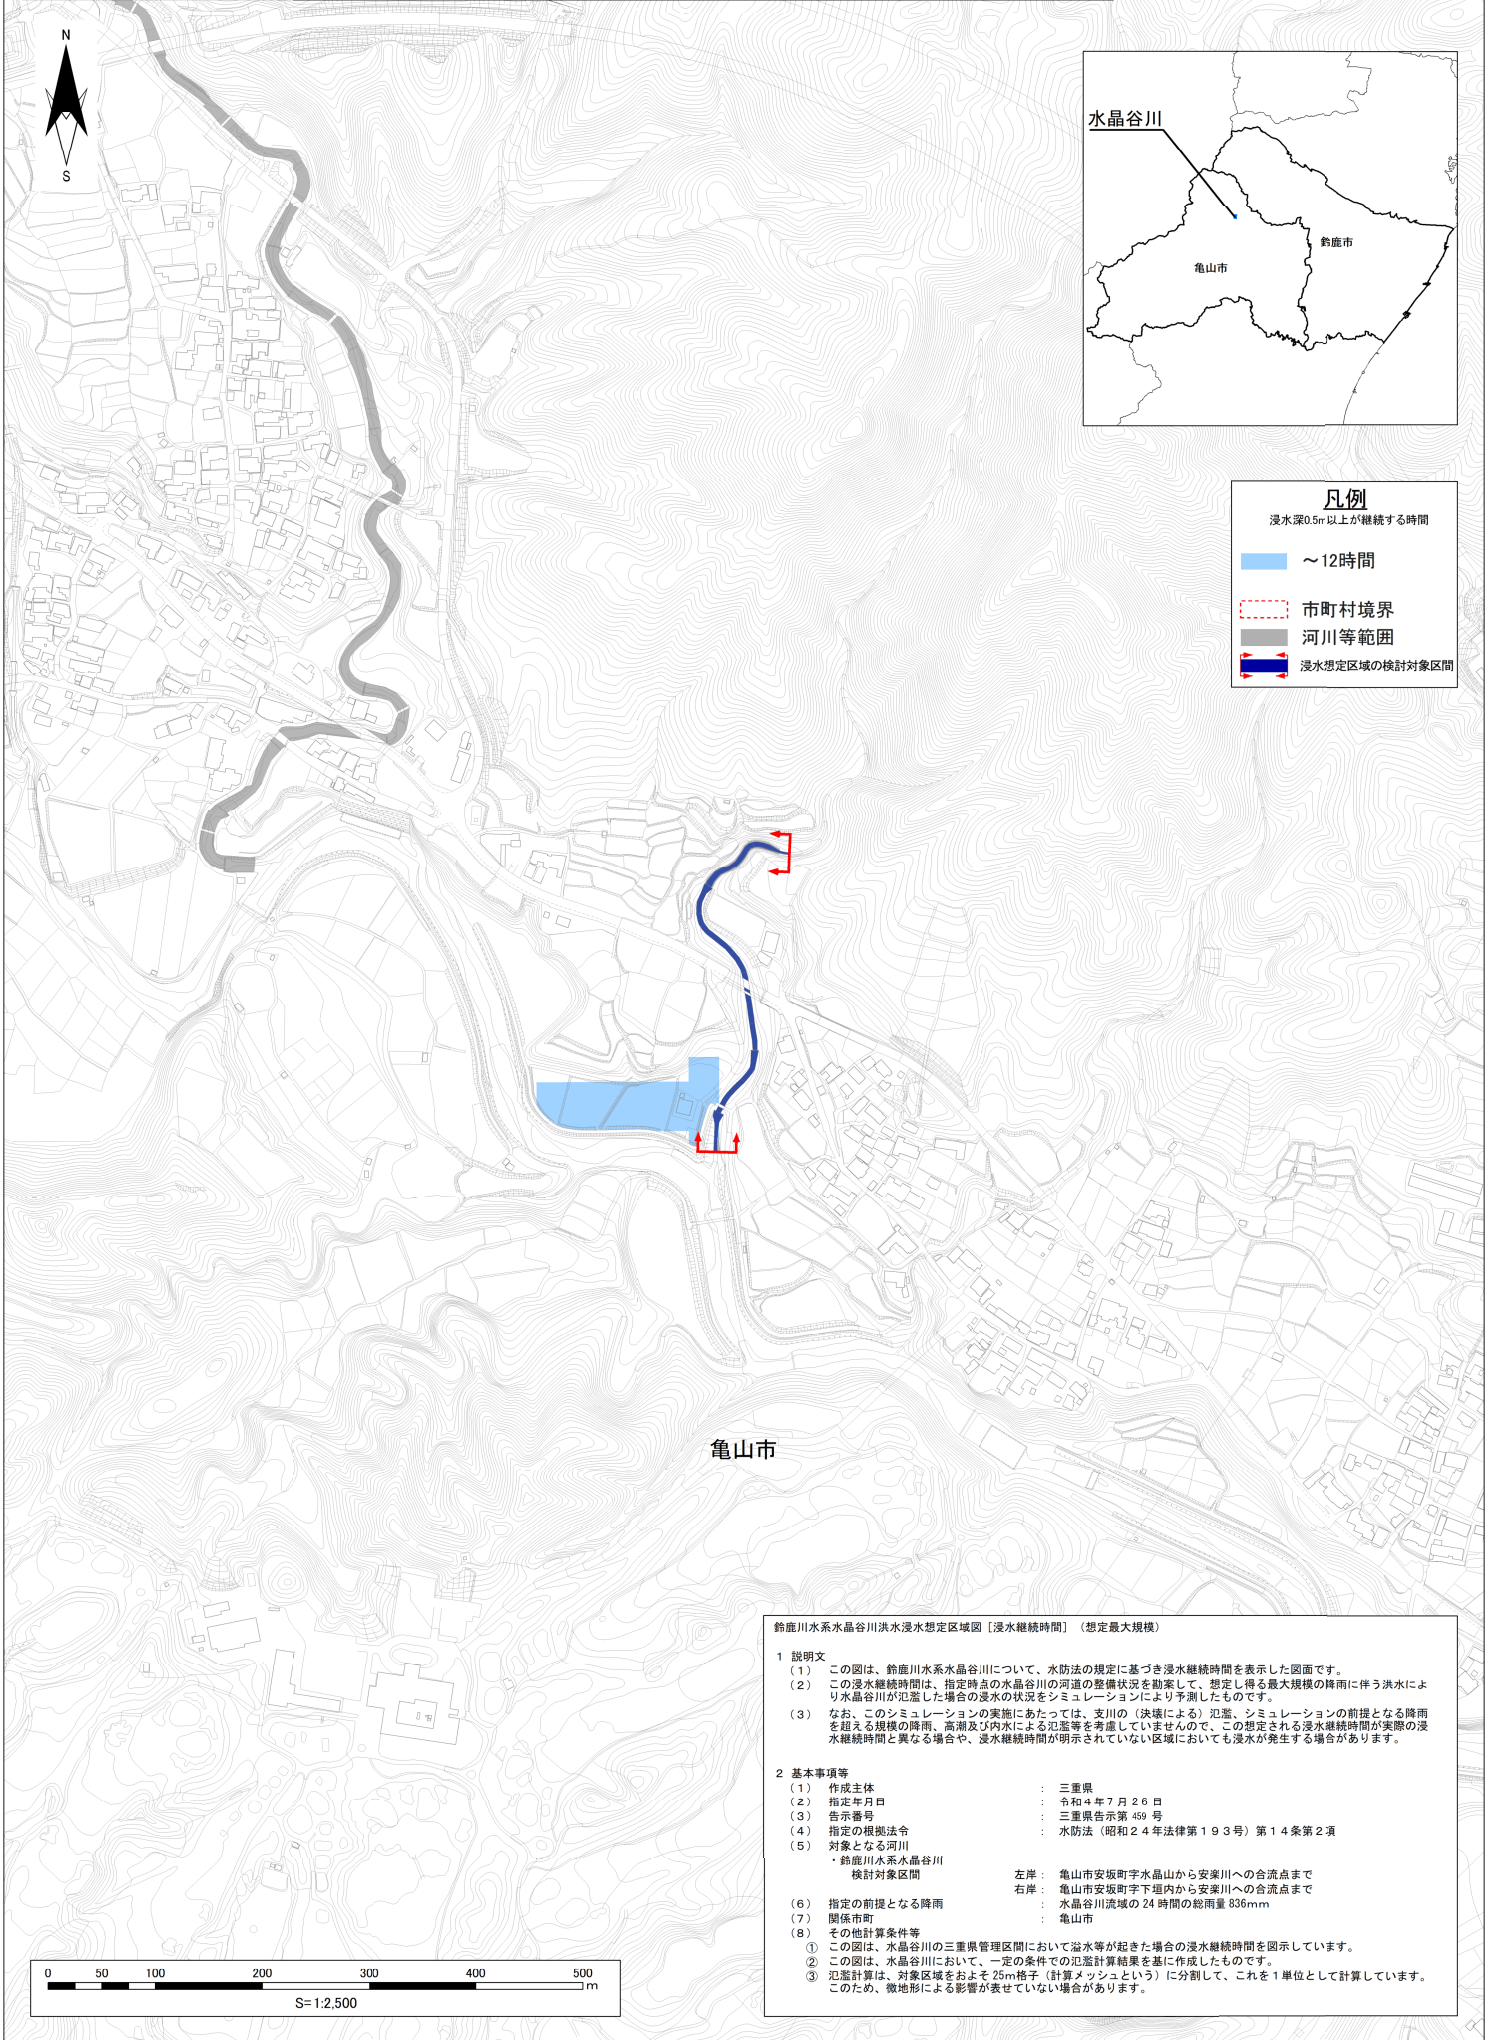 N
S
水晶谷川
鈴鹿市
亀山市
凡例
浸水深0.5m以上が継続する時間
～12時間
市町村境界
河川等範囲
浸水想定区域の検討対象区間
亀山市
鈴鹿川水系水晶谷川洪水浸水想定区域図［浸水継続時間］（想定最大規模）
1 説明文
（1） この図は、鈴鹿川水系水晶谷川について、水防法の規定に基づき浸水継続時間を表示した図面です。
（2） この浸水継続時間は、指定時点の水晶谷川の河道の整備状況を勘案して、想定し得る最大規模の降雨に伴う洪水によ
り水晶谷川が氾濫した場合の浸水の状況をシミュレーションにより予測したものです。
（3） なお、このシミュレーションの実施にあたっては、支川の（決壊による）氾濫、シミュレーションの前提となる降雨
を超える規模の降雨、高潮及び内水による氾濫等を考慮していませんので、この想定される浸水継続時間が実際の浸
水継続時間と異なる場合や、浸水継続時間が明示されていない区域においても浸水が発生する場合があります。
2 基本事項等
（1） 作成主体 ： 三重県
（2） 指定年月日 ： 令和４年７月２６日
（3） 告示番号 ： 三重県告示第 459 号
（4） 指定の根拠法令 ： 水防法（昭和２４年法律第１９３号）第１４条第２項
（5） 対象となる河川
・鈴鹿川水系水晶谷川
検討対象区間 左岸： 亀山市安坂町字水晶山から安楽川への合流点まで
右岸： 亀山市安坂町字下垣内から安楽川への合流点まで
（6） 指定の前提となる降雨 ： 水晶谷川流域の 24 時間の総雨量 836mm
（7） 関係市町 ： 亀山市
（8） その他計算条件等
① この図は、水晶谷川の三重県管理区間において溢水等が起きた場合の浸水継続時間を図示しています。
② この図は、水晶谷川において、一定の条件での氾濫計算結果を基に作成したものです。
③ 氾濫計算は、対象区域をおよそ 25m格子（計算メッシュという）に分割して、これを１単位として計算しています。
このため、微地形による影響が表せていない場合があります。
0 50 100 200 300 400 500
m
S=1:2,500